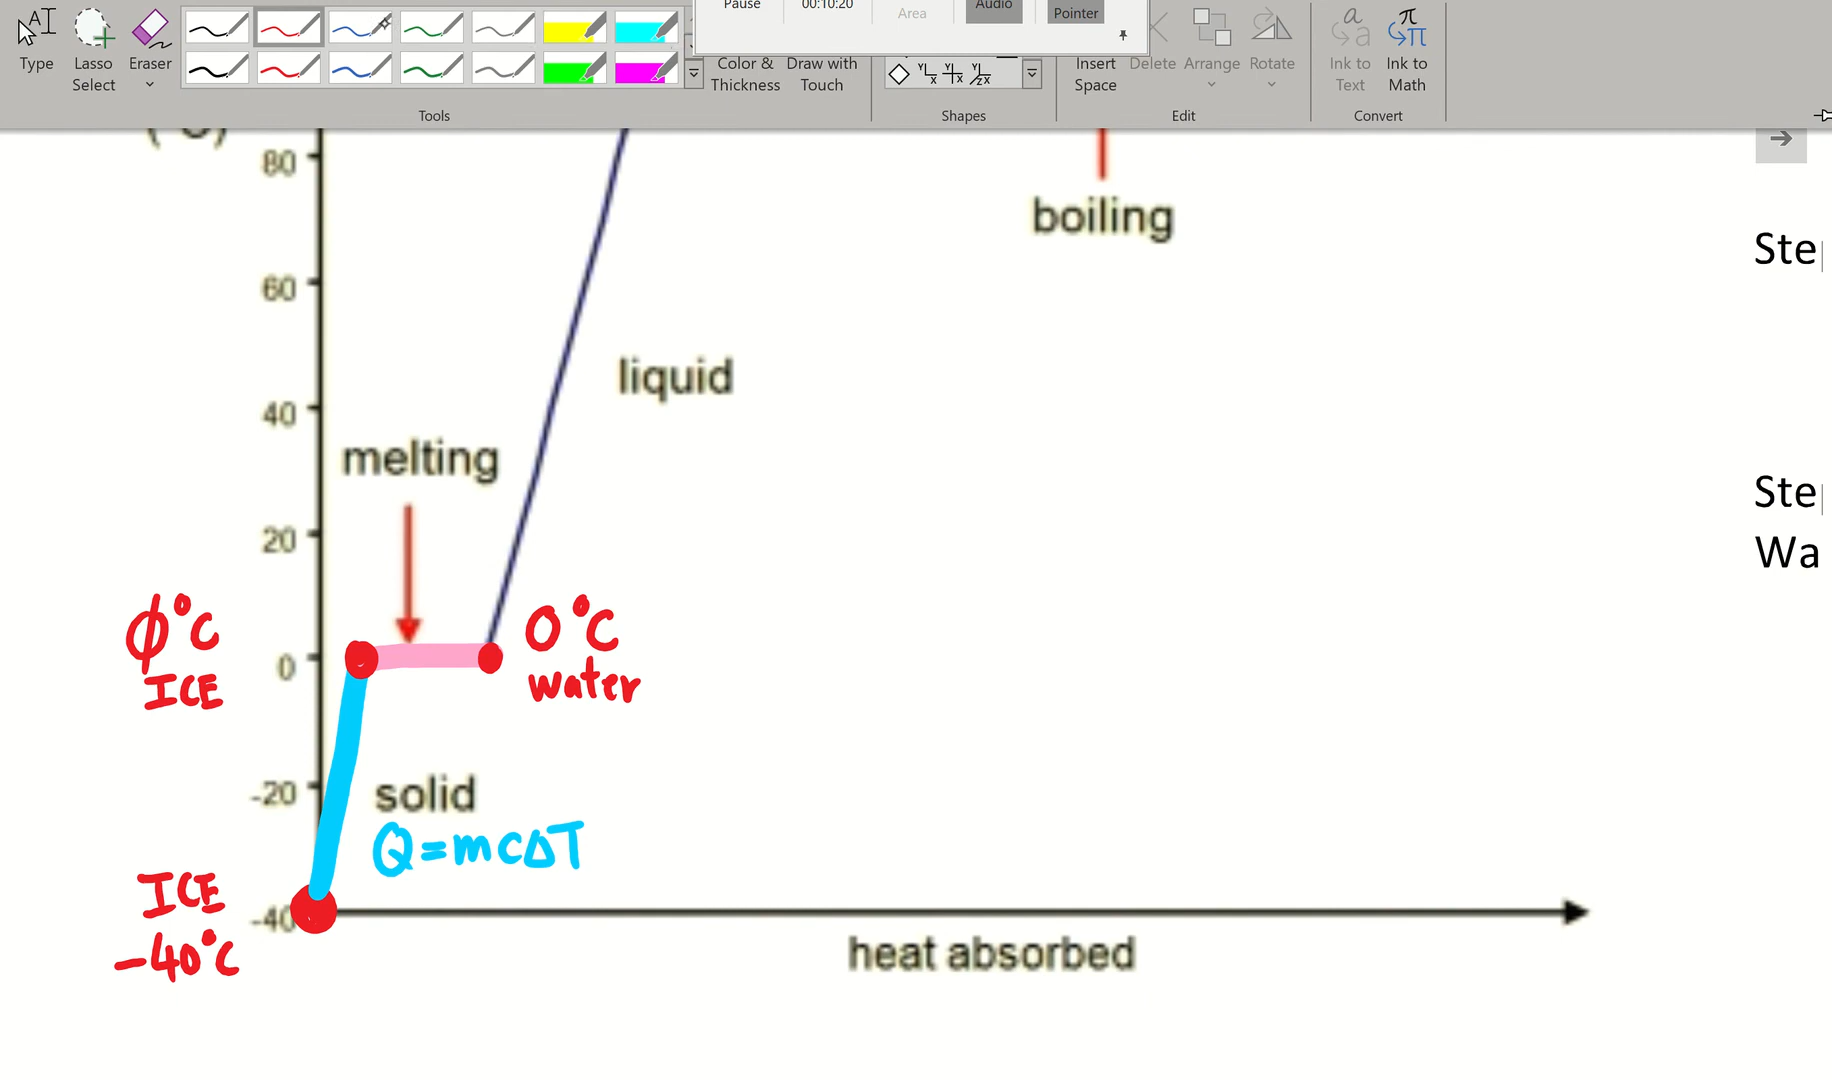 Pause
00:10:20
Area
Audio
Pointer
Type
Lasso
Select
Eraser
Color &
Thickness
Draw with
Touch
Insert
Space
Delete
Arrange
Rotate
Ink to
Text
Ink to
Math
Tools
Shapes
Edit
Convert
80
60
40
20
0
-20
-40
boiling
liquid
melting
ϕ°C
ICE
0°C
water
solid
Q=mcΔT
ICE
-40°C
heat absorbed
Ste
Ste
Wa